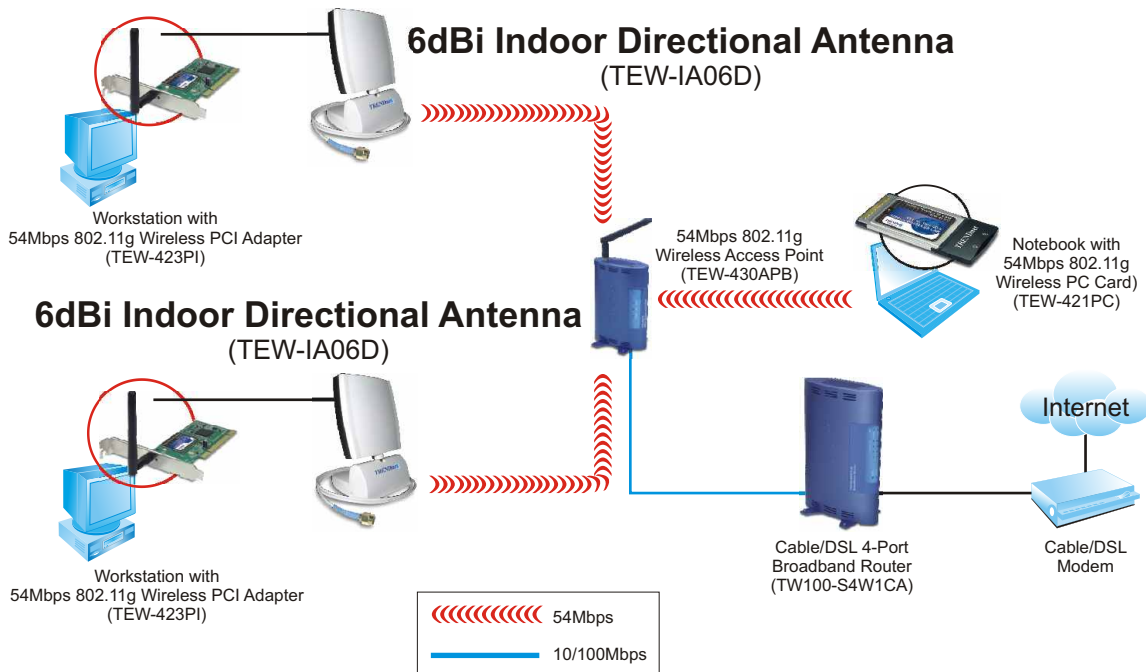 6dBi Indoor Directional Antenna
(TEW-IA06D)
TRENDnet
Workstation with
54Mbps 802.11g Wireless PCI Adapter
(TEW-423PI)
54Mbps 802.11g
Wireless Access Point
(TEW-430APB)
TRENDnet
Notebook with
54Mbps 802.11g
Wireless PC Card)
(TEW-421PC)
6dBi Indoor Directional Antenna
(TEW-IA06D)
TRENDnet
Workstation with
54Mbps 802.11g Wireless PCI Adapter
(TEW-423PI)
Internet
Cable/DSL 4-Port
Broadband Router
(TW100-S4W1CA)
Cable/DSL
Modem
54Mbps
10/100Mbps